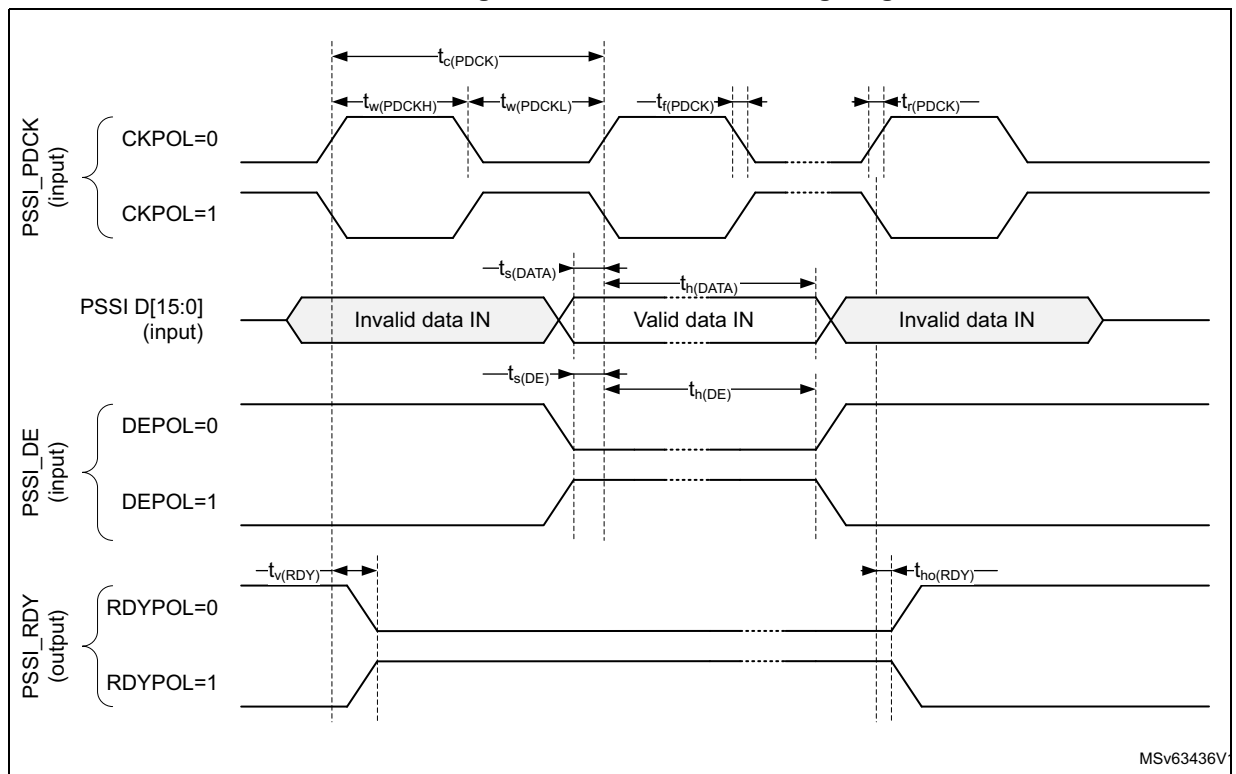 tc(PDCK)
tw(PDCKH) tw(PDCKL) tf(PDCK) tr(PDCK)
PSSI_PDCK
(input)
CKPOL=0
CKPOL=1
ts(DATA) th(DATA)
PSSI D[15:0]
(input)
Invalid data IN Valid data IN Invalid data IN
ts(DE) th(DE)
PSSI_DE
(input)
DEPOL=0
DEPOL=1
tv(RDY) tho(RDY)
PSSI_RDY
(output)
RDYPOL=0
RDYPOL=1